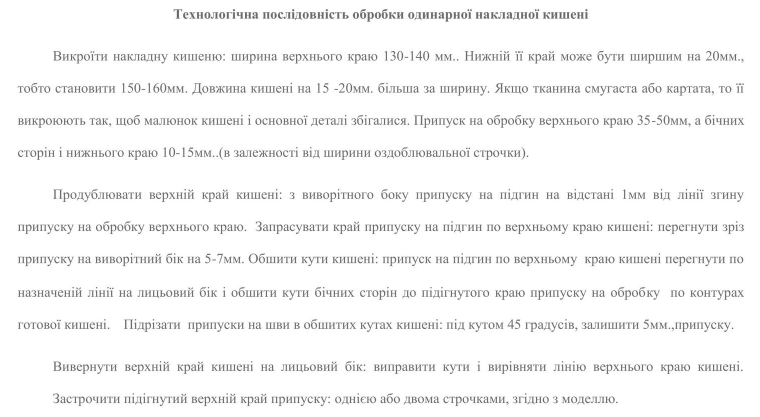 Технологічна послідовність обробки одинарної накладної кишені
Викроїти накладну кишеню: ширина верхнього краю 130-140 мм.. Нижній її край може бути ширшим на 20мм.,
тобто становити 150-160мм. Довжина кишені на 15 -20мм. більша за ширину. Якщо тканина смугаста або картата, то її
викроюють так, щоб малюнок кишені і основної деталі збігалися. Припуск на обробку верхнього краю 35-50мм, а бічних
сторін і нижнього краю 10-15мм..(в залежності від ширини оздоблювальної строчки).
Продублювати верхній край кишені: з виворітного боку припуску на підгин на відстані 1мм від лінії згину
припуску на обробку верхнього краю. Запрасувати край припуску на підгин по верхньому краю кишені: перегнути зріз
припуску на виворітний бік на 5-7мм. Обшити кути кишені: припуск на підгин по верхньому краю кишені перегнути по
назначеній лінії на лицьовий бік і обшити кути бічних сторін до підігнутого краю припуску на обробку по контурах
готової кишені. Підрізати припуски на шви в обшитих кутах кишені: під кутом 45 градусів, залишити 5мм.,припуску.
Вивернути верхній край кишені на лицьовий бік: виправити кути і вирівняти лінію верхнього краю кишені.
Застрочити підігнутий верхній край припуску: однією або двома строчками, згідно з моделлю.